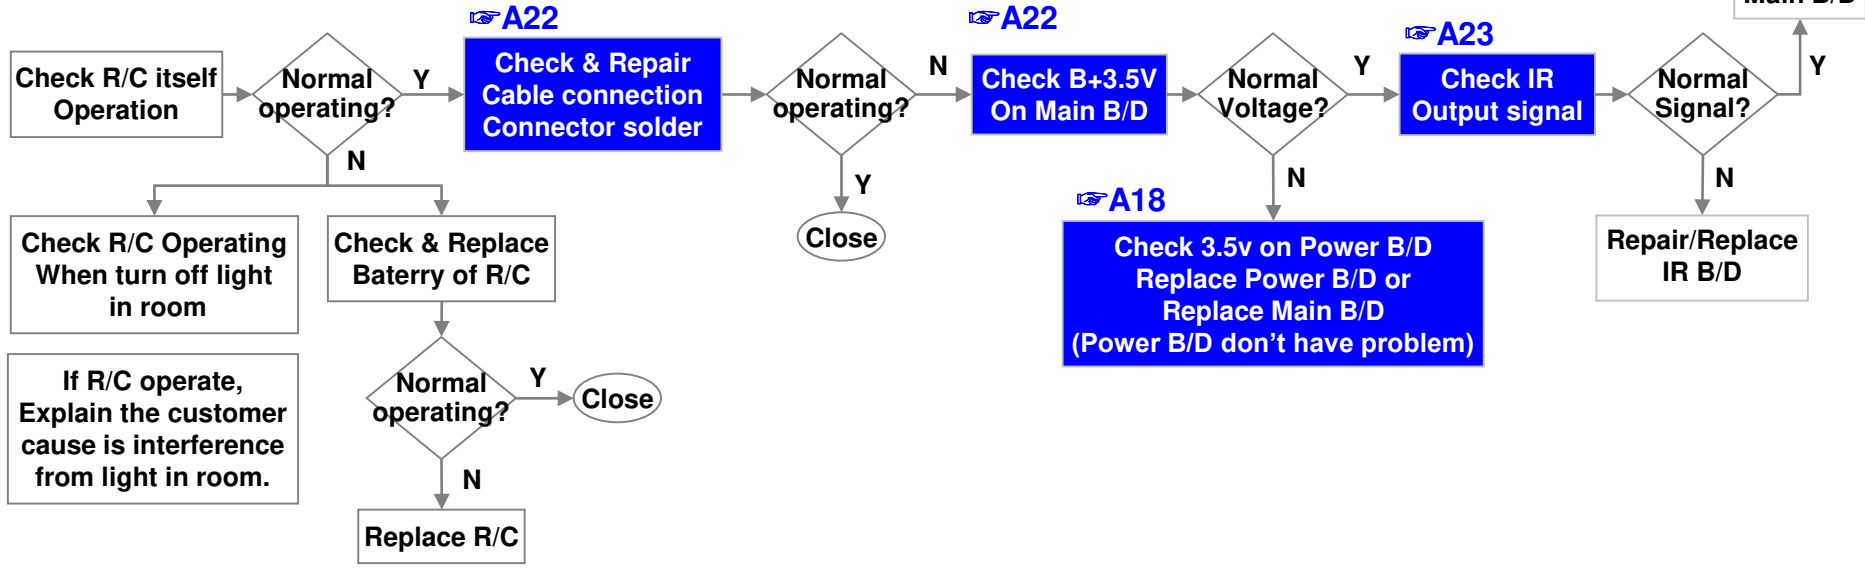 ☞A22
☞A22
☞A23
Main B/D
Check R/C itself
Operation
Normal
operating?
Y
Check & Repair
Cable connection
Connector solder
Normal
operating?
N
Check B+3.5V
On Main B/D
Normal
Voltage?
Y
Check IR
Output signal
Normal
Signal?
Y
N
Y
N
N
Close
☞A18
Check R/C Operating
When turn off light
in room
Check & Replace
Baterry of R/C
Check 3.5v on Power B/D
Replace Power B/D or
Replace Main B/D
(Power B/D don’t have problem)
Repair/Replace
IR B/D
If R/C operate,
Explain the customer
cause is interference
from light in room.
Normal
operating?
Y
Close
N
Replace R/C